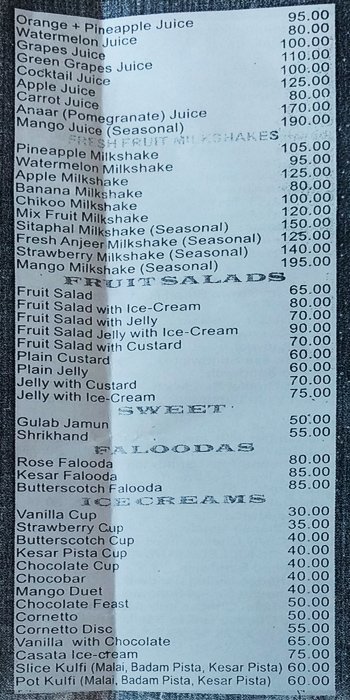 Orange + Pineapple Juice 95.00
Watermelon Juice 80.00
Grapes Juice 100.00
Green Grapes Juice 110.00
Cocktail Juice 100.00
Apple Juice 125.00
Carrot Juice 80.00
Anaar (Pomegranate) Juice 170.00
Mango Juice (Seasonal) 190.00
FRESH FRUIT MILKSHAKES
Pineapple Milkshake 105.00
Watermelon Milkshake 95.00
Apple Milkshake 125.00
Banana Milkshake 80.00
Chikoo Milkshake 100.00
Mix Fruit Milkshake 120.00
Sitaphal Milkshake (Seasonal) 150.00
Fresh Anjeer Milkshake (Seasonal) 125.00
Strawberry Milkshake (Seasonal) 140.00
Mango Milkshake (Seasonal) 195.00
FRUIT SALADS
Fruit Salad 65.00
Fruit Salad with Ice-Cream 80.00
Fruit Salad with Jelly 70.00
Fruit Salad Jelly with Ice-Cream 90.00
Fruit Salad with Custard 70.00
Plain Custard 60.00
Plain Jelly 60.00
Jelly with Custard 70.00
Jelly with Ice-Cream 75.00
SWEET
Gulab Jamun 50.00
Shrikhand 55.00
FALOODAS
Rose Falooda 80.00
Kesar Falooda 85.00
Butterscotch Falooda 85.00
ICE CREAMS
Vanilla Cup 30.00
Strawberry Cup 35.00
Butterscotch Cup 40.00
Kesar Pista Cup 40.00
Chocolate Cup 40.00
Chocobar 40.00
Mango Duet 40.00
Chocolate Feast 50.00
Cornetto 50.00
Cornetto Disc 55.00
Vanilla with Chocolate 65.00
Casata Ice-cream 75.00
Slice Kulfi (Malai, Badam Pista, Kesar Pista) 60.00
Pot Kulfi (Malai, Badam Pista, Kesar Pista) 60.00